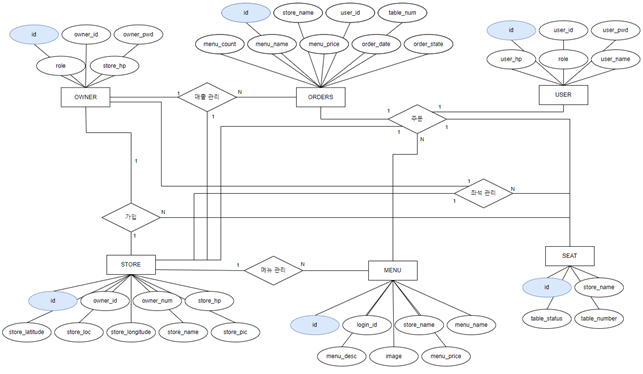 id
store_name
user_id
table_num
id
owner_id
owner_pwd
id
user_id
user_pwd
menu_count
menu_name
menu_price
order_date
order_state
role
store_hp
user_hp
role
user_name
OWNER
1
매출 관리
N
ORDERS
USER
1
1
주문
1
1
1
N
1
1
좌석 관리
N
1
가입
N
1
1
STORE
1
메뉴 관리
N
MENU
SEAT
id
owner_id
owner_num
store_hp
id
store_name
store_latitude
store_loc
store_longitude
store_name
store_pic
id
login_id
store_name
menu_name
table_status
table_number
menu_desc
image
menu_price